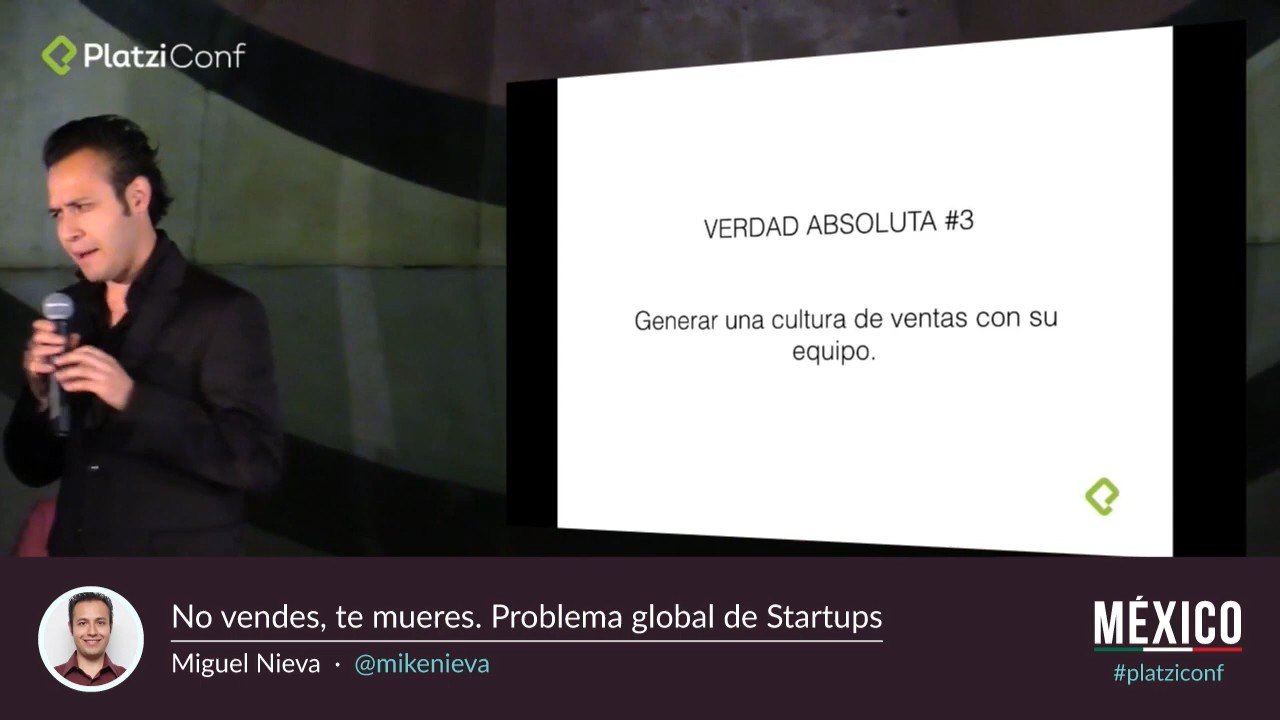 PlatziConf
VERDAD ABSOLUTA #3
Generar una cultura de ventas con su
equipo.
No vendes, te mueres. Problema global de Startups
Miguel Nieva · @mikenieva
MÉXICO
#platziconf